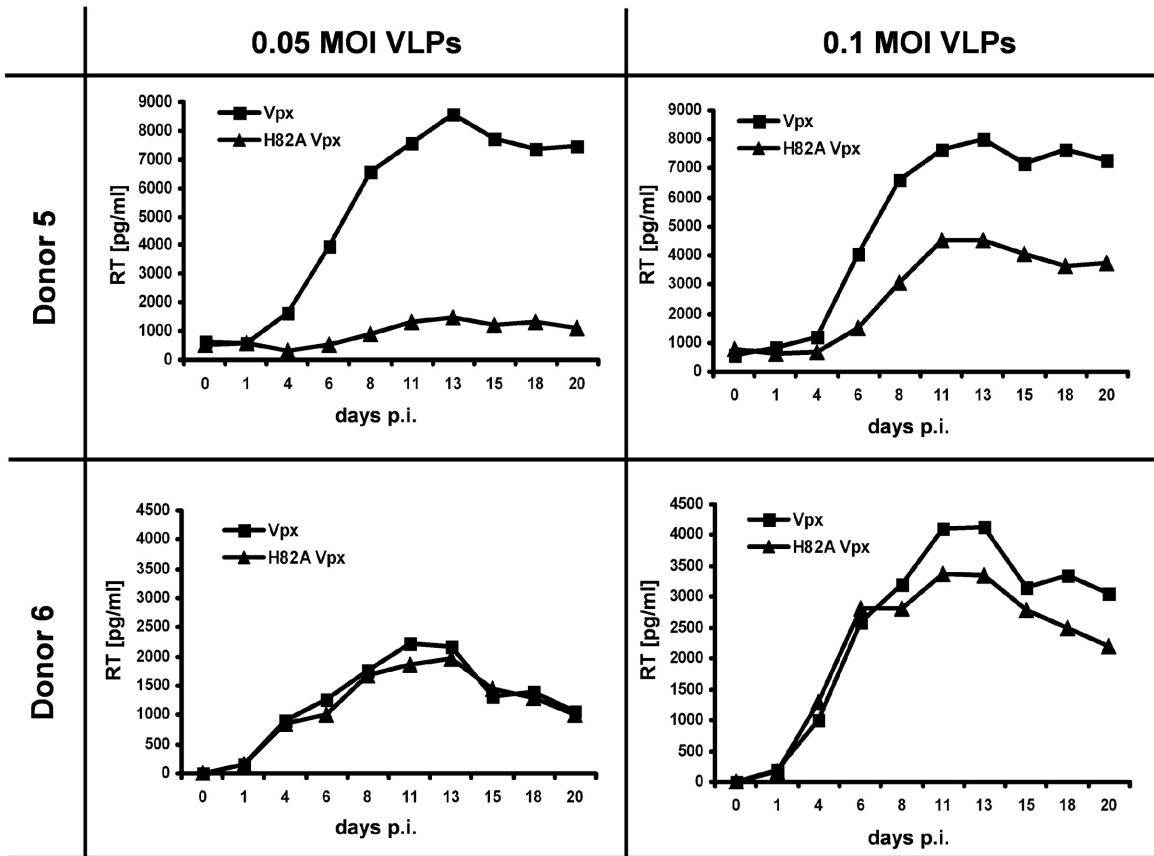 0.05 MOI VLPs
0.1 MOI VLPs
Donor 5
RT [pg/ml]
9000
8000
7000
6000
5000
4000
3000
2000
1000
0
Vpx
H82A Vpx
0 1 4 6 8 11 13 15 18 20
days p.i.
RT [pg/ml]
9000
8000
7000
6000
5000
4000
3000
2000
1000
0
Vpx
H82A Vpx
0 1 4 6 8 11 13 15 18 20
days p.i.
Donor 6
RT [pg/ml]
4500
4000
3500
3000
2500
2000
1500
1000
500
0
Vpx
H82A Vpx
0 1 4 6 8 11 13 15 18 20
days p.i.
RT [pg/ml]
4500
4000
3500
3000
2500
2000
1500
1000
500
0
Vpx
H82A Vpx
0 1 4 6 8 11 13 15 18 20
days p.i.